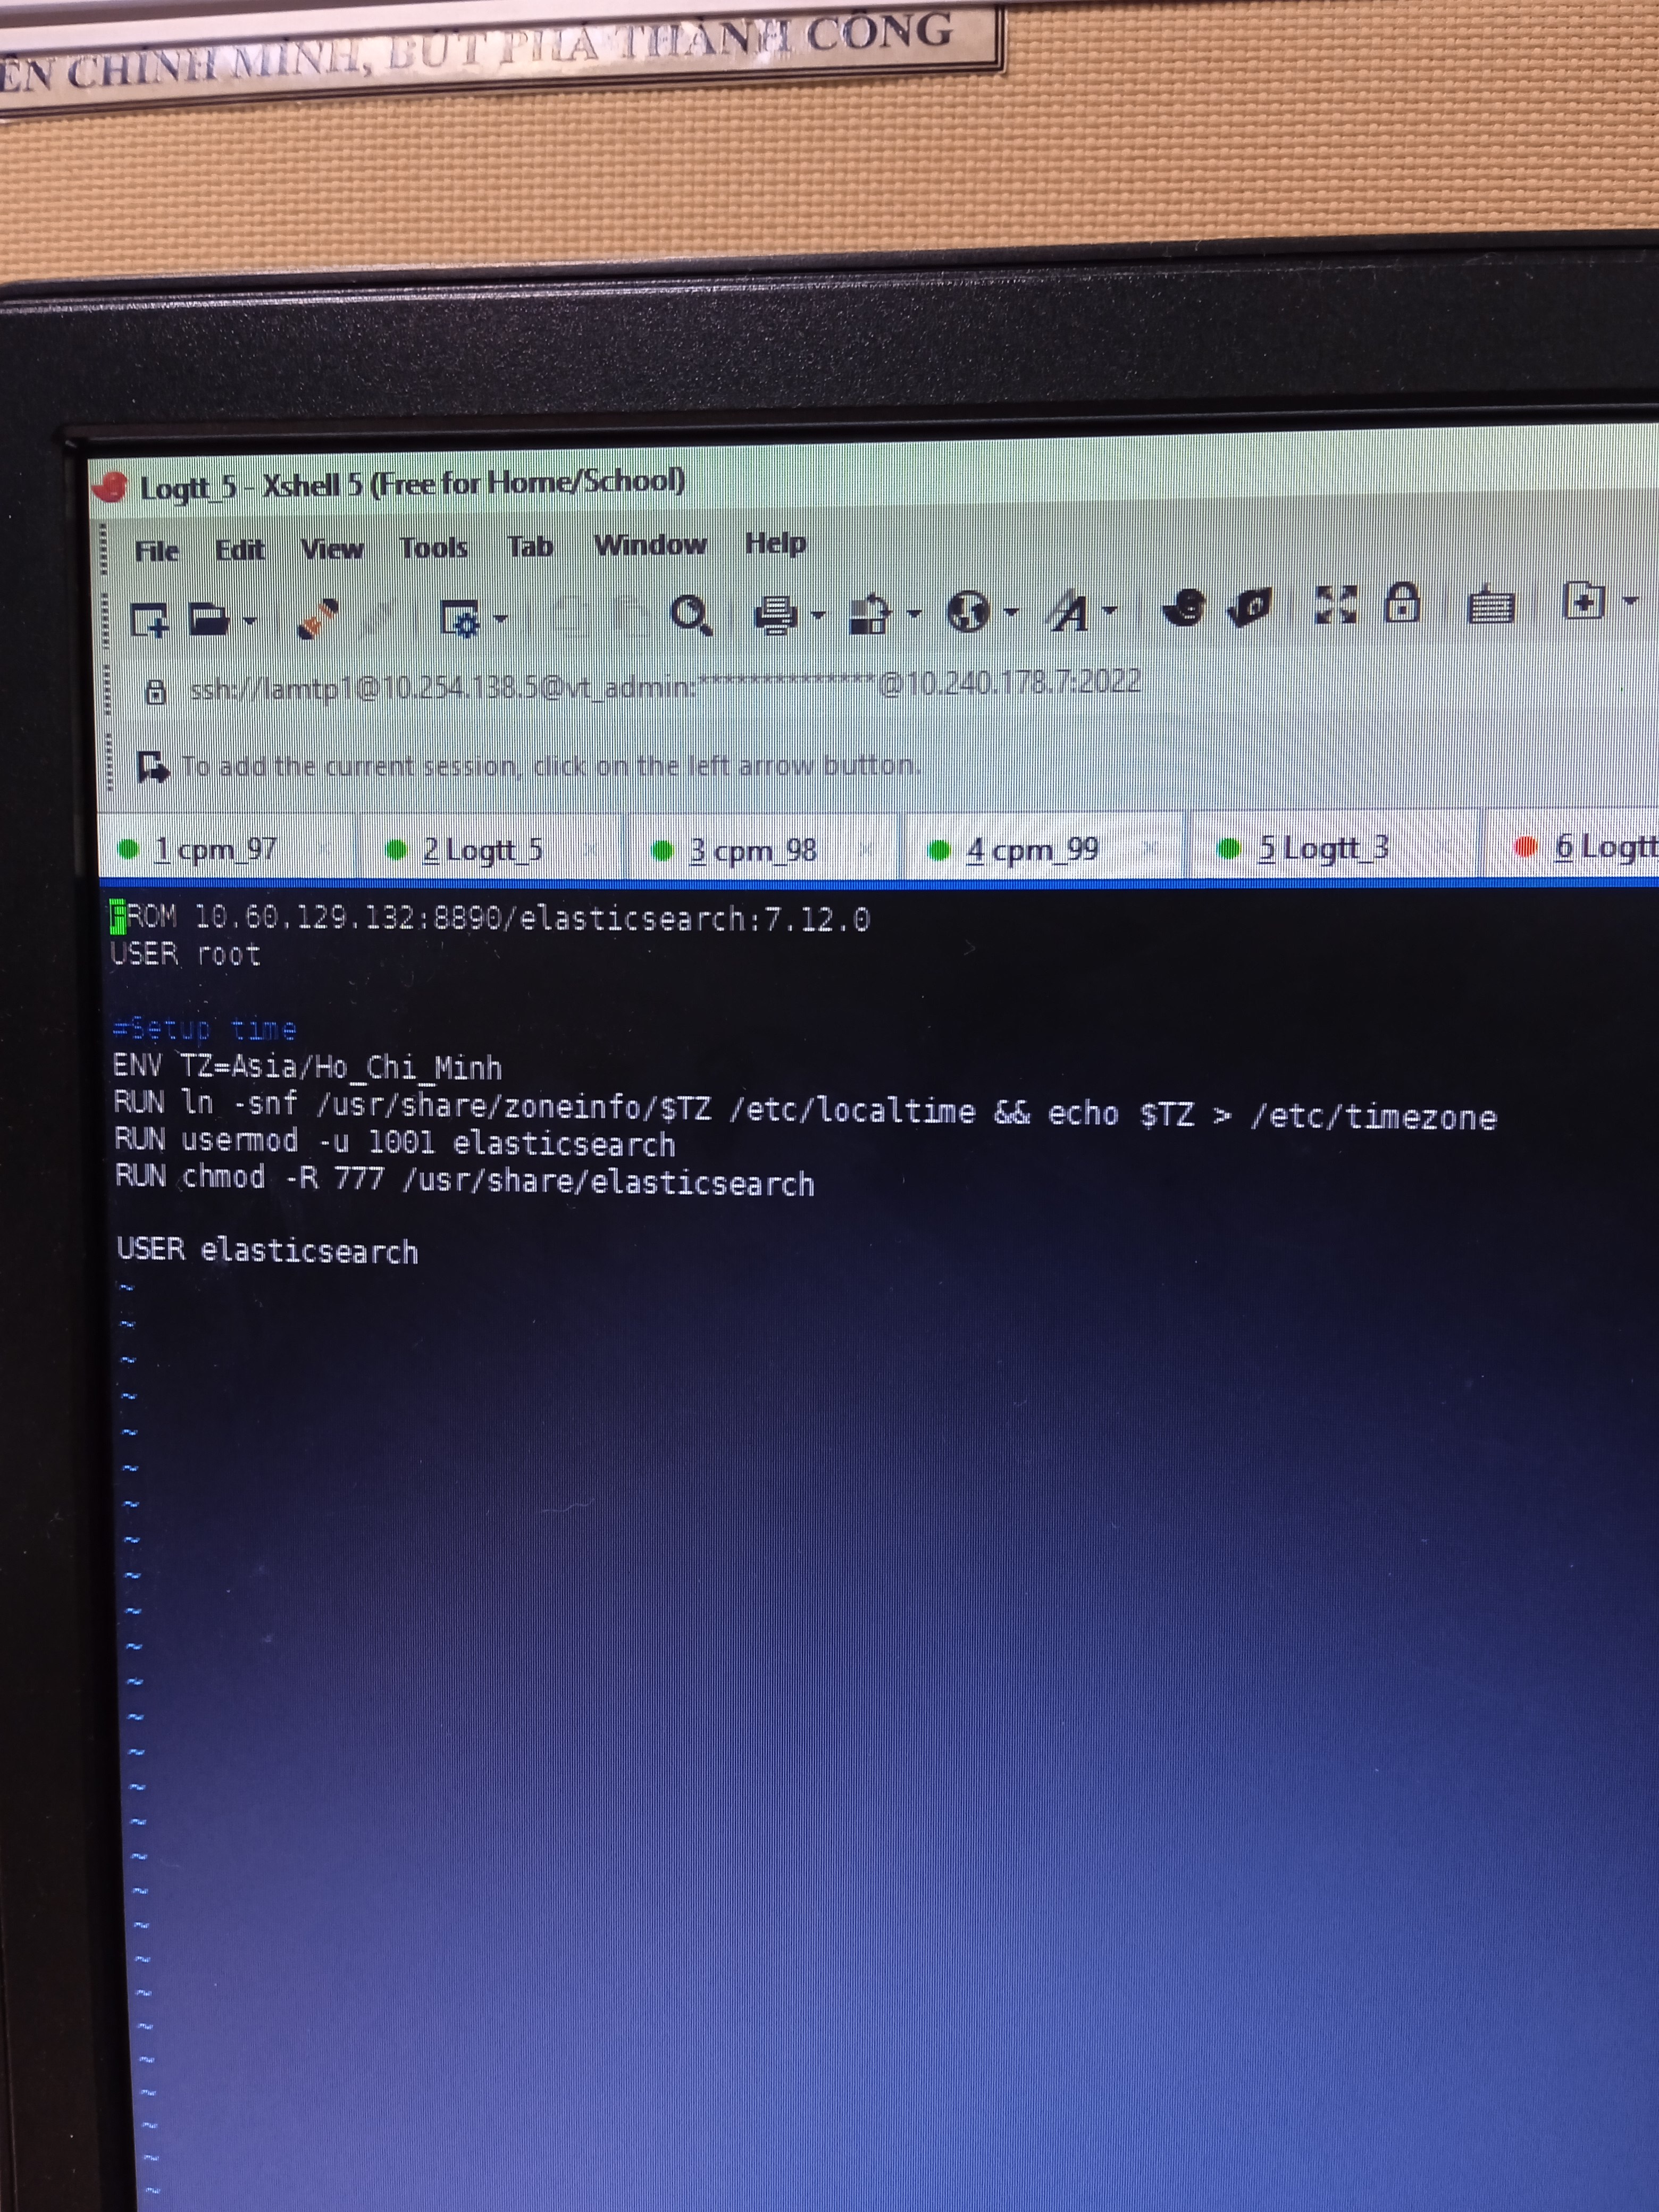 CHÍNH MÌNH, BỨT PHÁ THÀNH CÔNG
Logtt_5 - Xshell 5 (Free for Home/School)
File Edit View Tools Tab Window Help
ssh://lamtp1@10.254.138.5@vt_admin:**************@10.240.178.7:2022
To add the current session, click on the left arrow button.
1 cpm_97 2 Logtt_5 3 cpm_98 4 cpm_99 5 Logtt_3 6 Logtt
FROM 10.60.129.132:8890/elasticsearch:7.12.0
USER root
#Setup time
ENV TZ=Asia/Ho_Chi_Minh
RUN ln -snf /usr/share/zoneinfo/$TZ /etc/localtime && echo $TZ > /etc/timezone
RUN usermod -u 1001 elasticsearch
RUN chmod -R 777 /usr/share/elasticsearch
USER elasticsearch